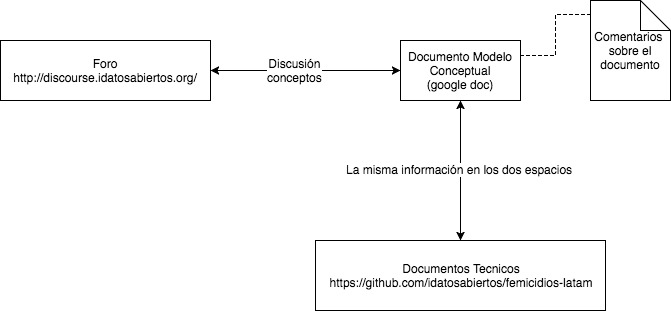 Foro
http://discourse.idatosabiertos.org/
Discusión
conceptos
Documento Modelo
Conceptual
(google doc)
Comentarios
sobre el
documento
La misma información en los dos espacios
Documentos Tecnicos
https://github.com/idatosabiertos/femicidios-latam